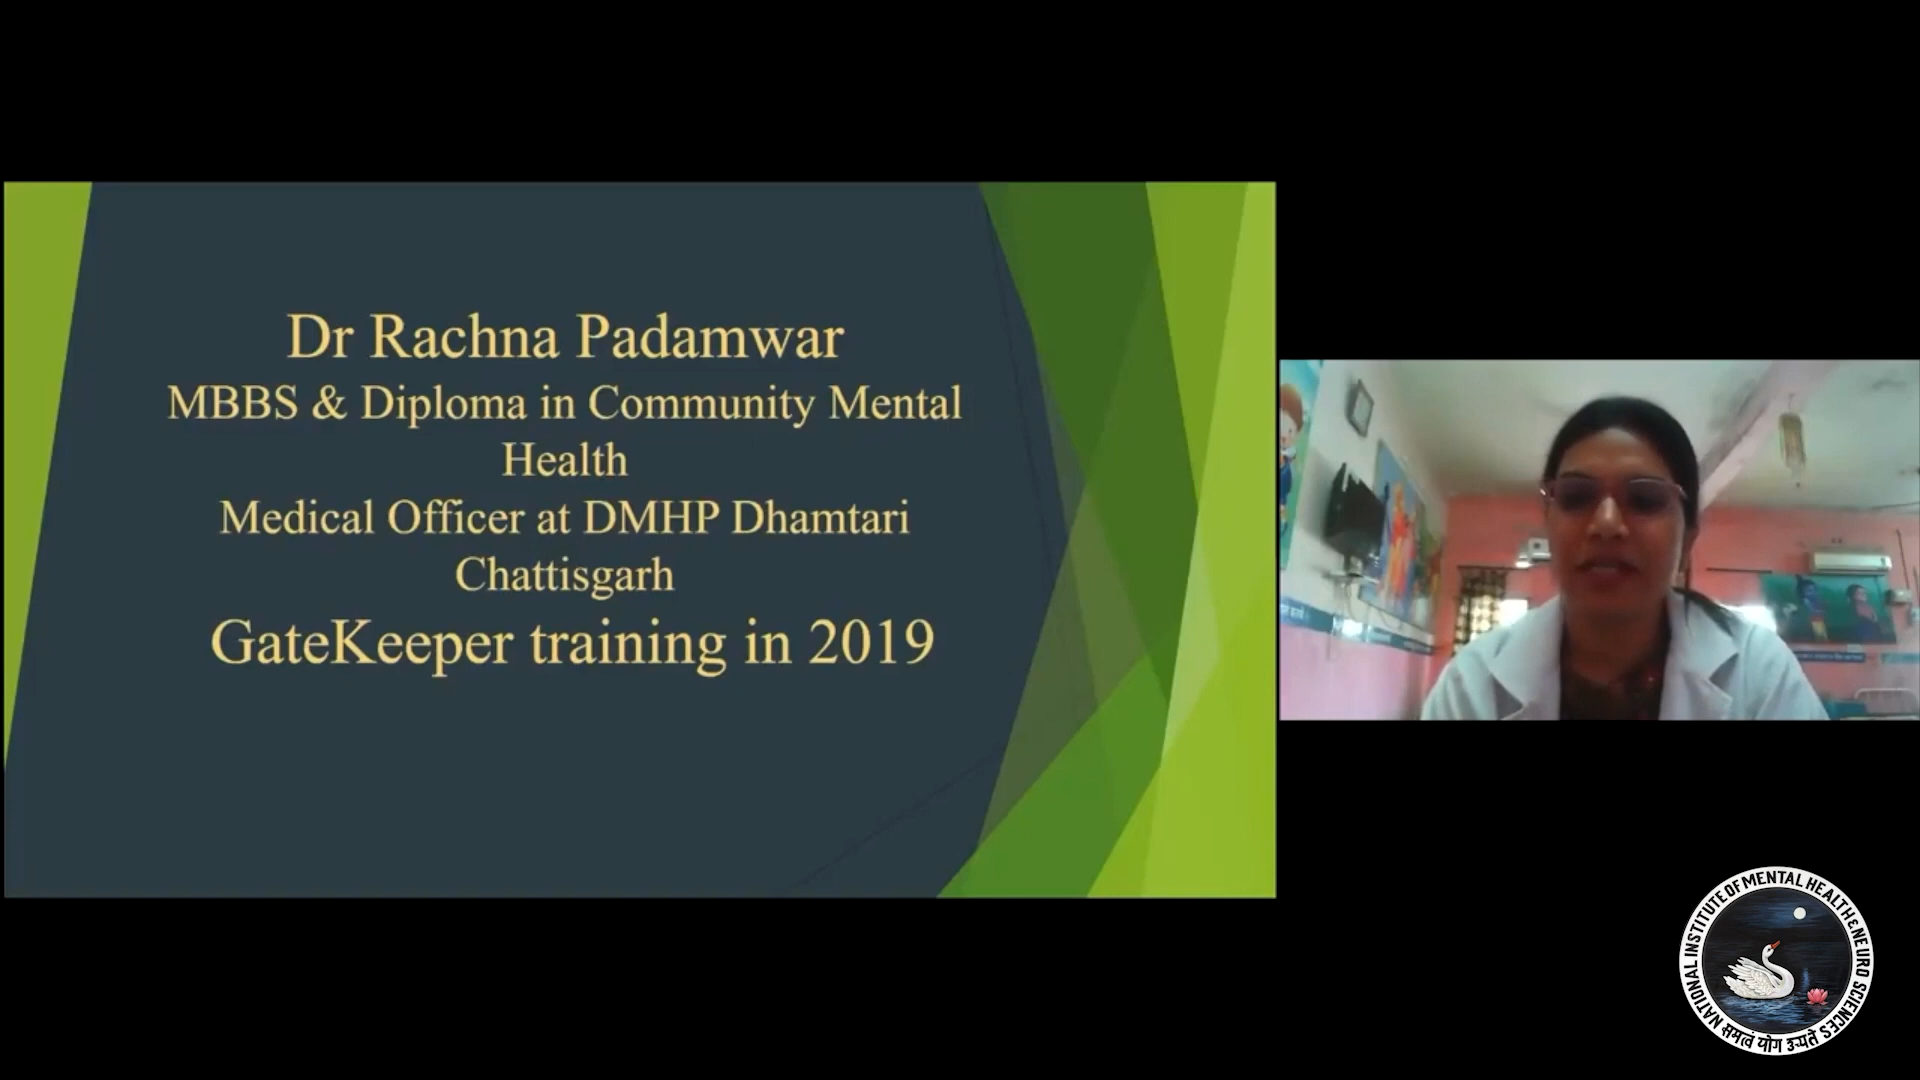 Dr Rachna Padamwar
MBBS & Diploma in Community Mental
Health
Medical Officer at DMHP Dhamtari
Chattisgarh
GateKeeper training in 2019
NATIONAL INSTITUTE OF MENTAL HEALTH & NEURO SCIENCES
समत्वं योग उच्यते